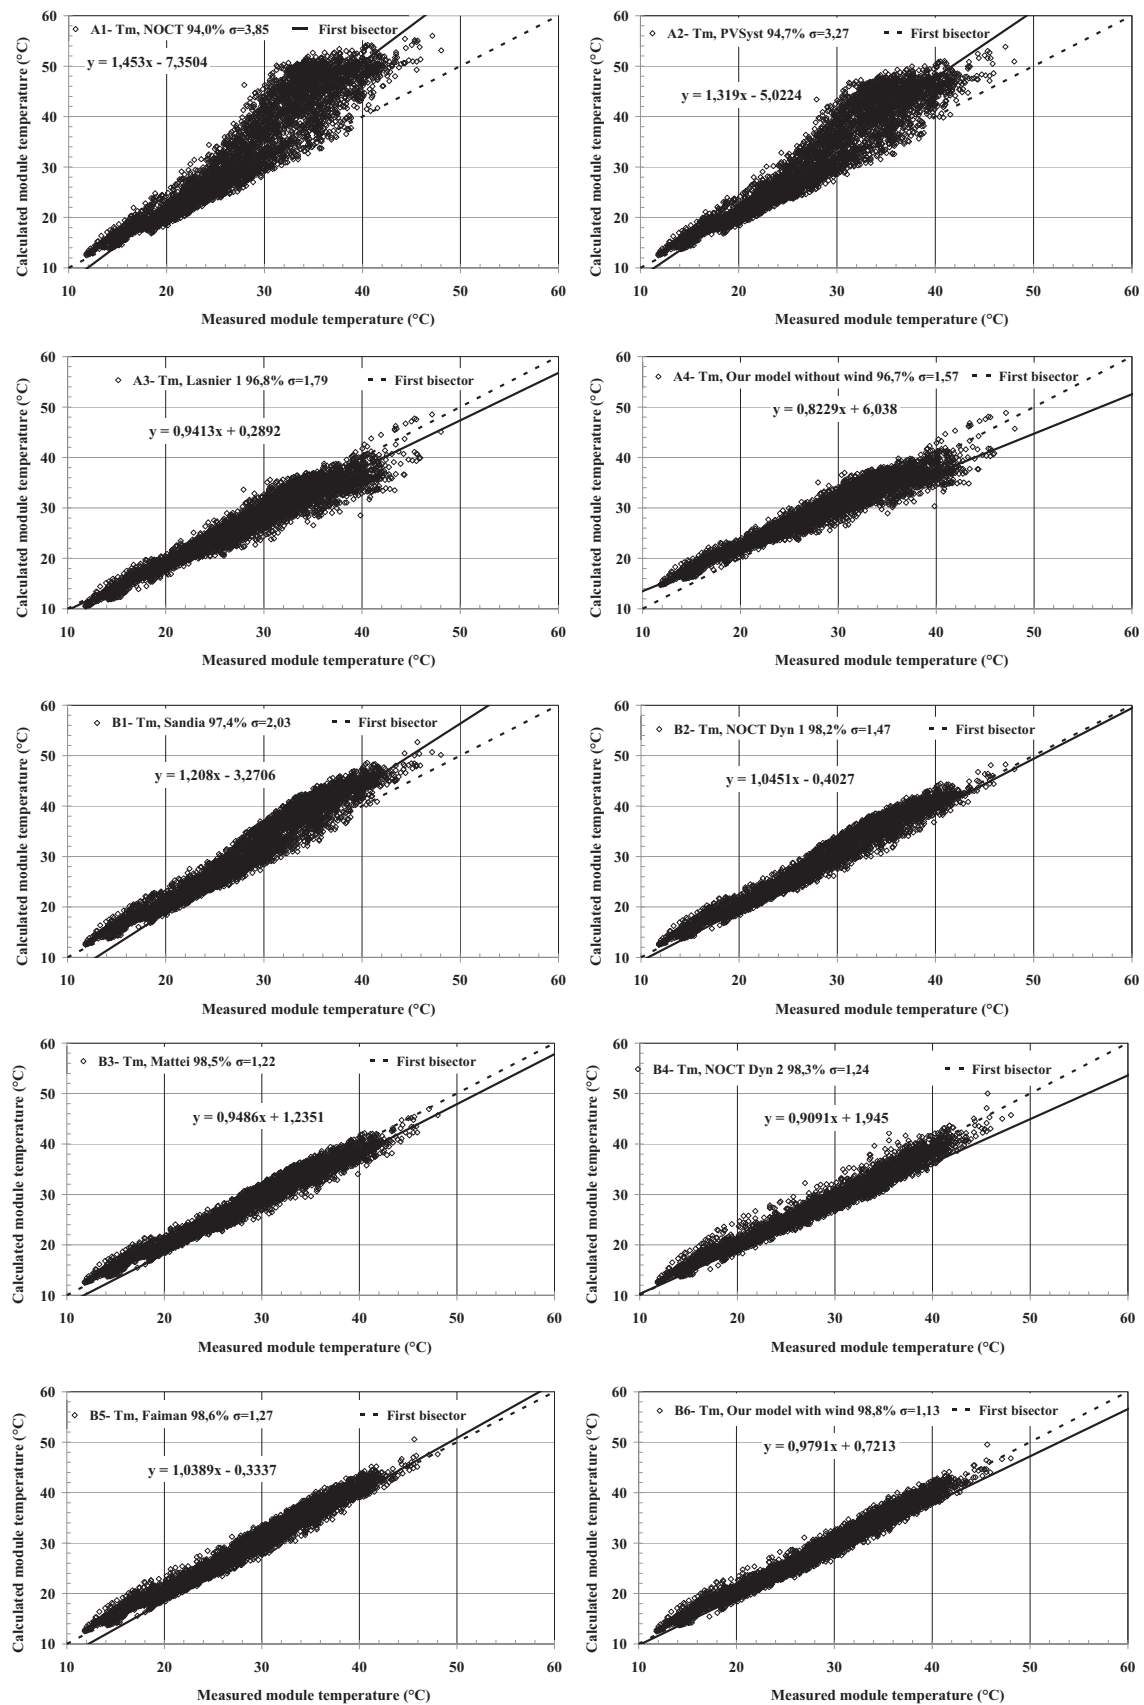 A1- Tm, NOCT 94,0% σ=3,85
First bisector
y = 1,453x - 7,3504
Calculated module temperature (°C)
60
50
40
30
20
10
10 20 30 40 50 60
Measured module temperature (°C)
A2- Tm, PVSyst 94,7% σ=3,27
First bisector
y = 1,319x - 5,0224
Calculated module temperature (°C)
60
50
40
30
20
10
10 20 30 40 50 60
Measured module temperature (°C)
A3- Tm, Lasnier 1 96,8% σ=1,79
First bisector
y = 0,9413x + 0,2892
Calculated module temperature (°C)
60
50
40
30
20
10
10 20 30 40 50 60
Measured module temperature (°C)
A4- Tm, Our model without wind 96,7% σ=1,57
First bisector
y = 0,8229x + 6,038
Calculated module temperature (°C)
60
50
40
30
20
10
10 20 30 40 50 60
Measured module temperature (°C)
B1- Tm, Sandia 97,4% σ=2,03
First bisector
y = 1,208x - 3,2706
Calculated module temperature (°C)
60
50
40
30
20
10
10 20 30 40 50 60
Measured module temperature (°C)
B2- Tm, NOCT Dyn 1 98,2% σ=1,47
First bisector
y = 1,0451x - 0,4027
Calculated module temperature (°C)
60
50
40
30
20
10
10 20 30 40 50 60
Measured module temperature (°C)
B3- Tm, Mattei 98,5% σ=1,22
First bisector
y = 0,9486x + 1,2351
Calculated module temperature (°C)
60
50
40
30
20
10
10 20 30 40 50 60
Measured module temperature (°C)
B4- Tm, NOCT Dyn 2 98,3% σ=1,24
First bisector
y = 0,9091x + 1,945
Calculated module temperature (°C)
60
50
40
30
20
10
10 20 30 40 50 60
Measured module temperature (°C)
B5- Tm, Faiman 98,6% σ=1,27
First bisector
y = 1,0389x - 0,3337
Calculated module temperature (°C)
60
50
40
30
20
10
10 20 30 40 50 60
Measured module temperature (°C)
B6- Tm, Our model with wind 98,8% σ=1,13
First bisector
y = 0,9791x + 0,7213
Calculated module temperature (°C)
60
50
40
30
20
10
10 20 30 40 50 60
Measured module temperature (°C)